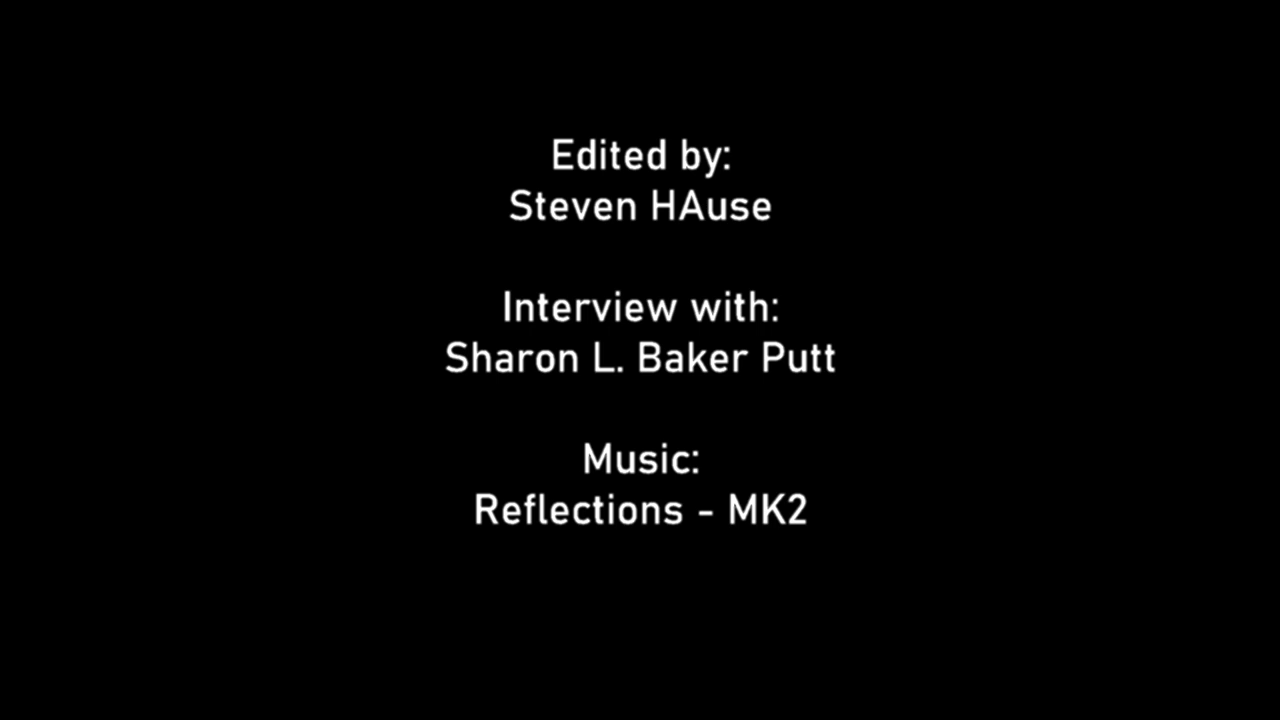 Edited by:
Steven HAuse
Interview with:
Sharon L. Baker Putt
Music:
Reflections - MK2